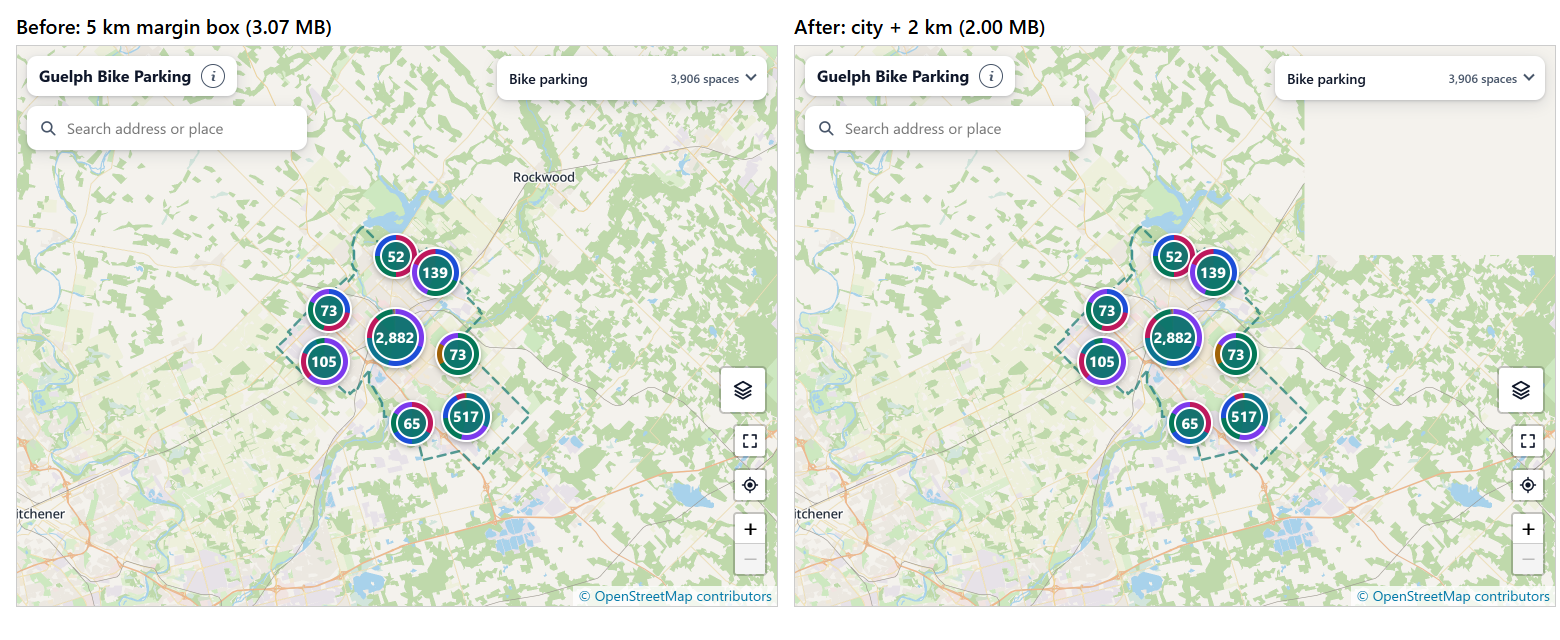 Before: 5 km margin box (3.07 MB)
Guelph Bike Parking i
Bike parking 3,906 spaces
Search address or place
Rockwood
52
139
73
2,882
73
105
65
517
itchener
+
© OpenStreetMap contributors
After: city + 2 km (2.00 MB)
Guelph Bike Parking i
Bike parking 3,906 spaces
Search address or place
52
139
73
2,882
73
105
65
517
itchener
+
© OpenStreetMap contributors